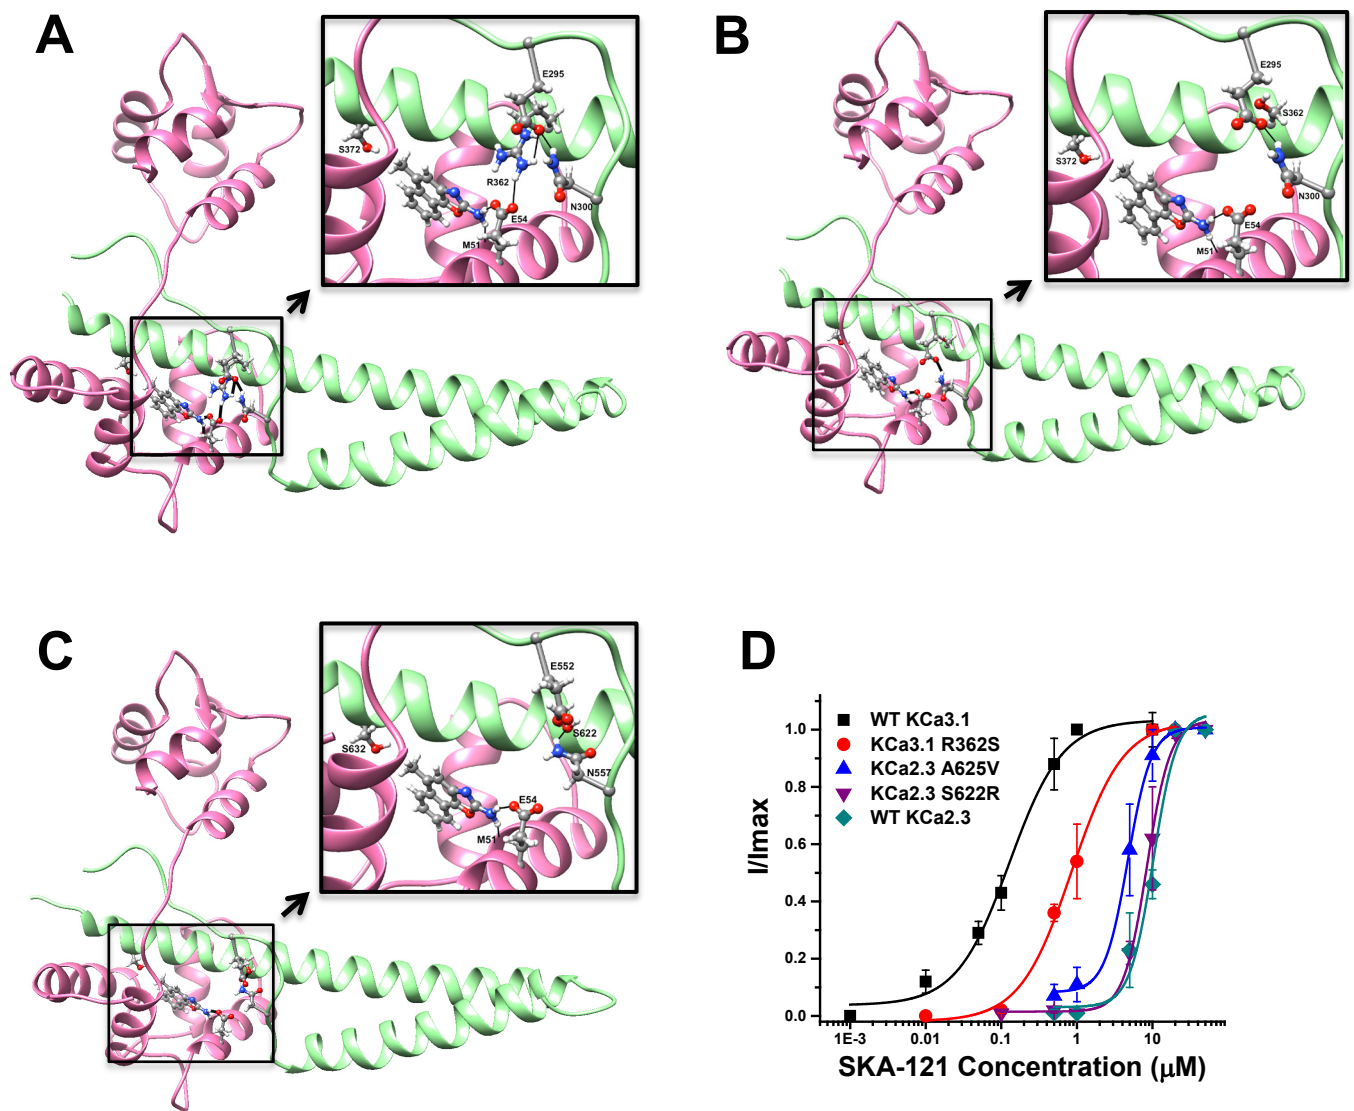 A
E295
S372
R362
N300
E54
M51
B
E295
S362
S372
N300
E54
M51
C
E552
S632
S622
N557
E54
M51
D
WT KCa3.1
KCa3.1 R362S
KCa2.3 A625V
KCa2.3 S622R
WT KCa2.3
I/Imax
1.0
0.8
0.6
0.4
0.2
0.0
1E-3 0.01 0.1 1 10
SKA-121 Concentration (μM)